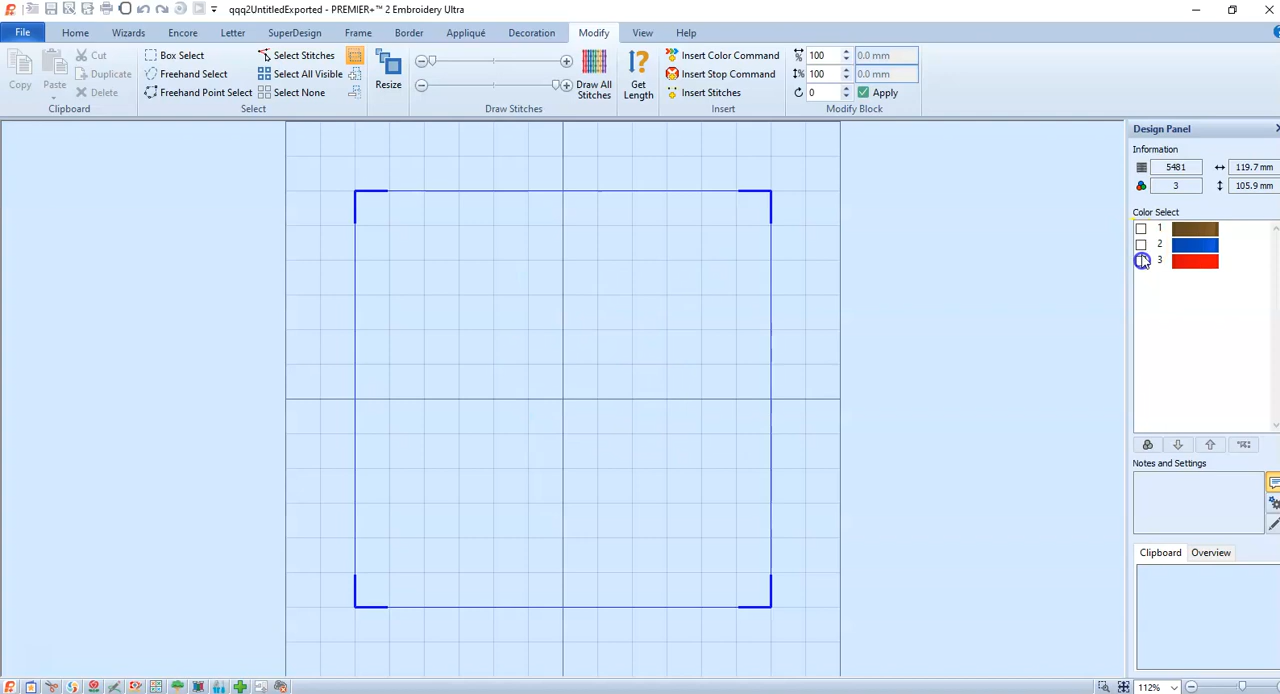 qqq2UntitledExported - PREMIER+™ 2 Embroidery Ultra
File Home Wizards Encore Letter SuperDesign Frame Border Appliqué Decoration Modify View Help
Copy Paste Cut Duplicate Delete
Clipboard
Box Select Select Stitches
Freehand Select Select All Visible
Freehand Point Select Select None
Select
Resize
Draw All Stitches
Draw Stitches
Get Length
Insert Color Command
Insert Stop Command
Insert Stitches
Insert
% 100 0.0 mm
% 100 0.0 mm
0 Apply
Modify Block
Design Panel
Information
5481 119.7 mm
3 105.9 mm
Color Select
1
2
3
Notes and Settings
Clipboard Overview
112%